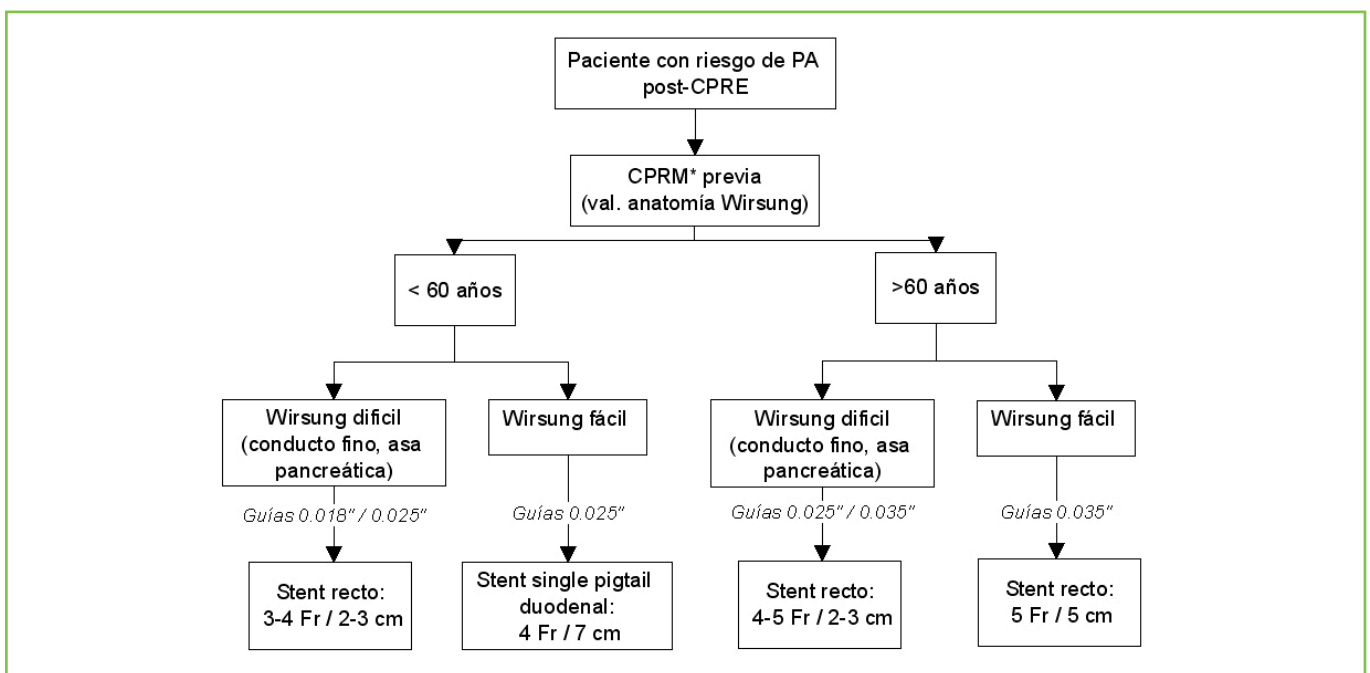 Paciente con riesgo de PA
post-CPRE
CPRM* previa
(val. anatomía Wirsung)
< 60 años
>60 años
Wirsung dificil
(conducto fino, asa
pancreática)
Wirsung fácil
Wirsung dificil
(conducto fino, asa
pancreática)
Wirsung fácil
Guías 0.018" / 0.025"
Guías 0.025"
Guías 0.025" / 0.035"
Guías 0.035"
Stent recto:
3-4 Fr / 2-3 cm
Stent single pigtail
duodenal:
4 Fr / 7 cm
Stent recto:
4-5 Fr / 2-3 cm
Stent recto:
5 Fr / 5 cm